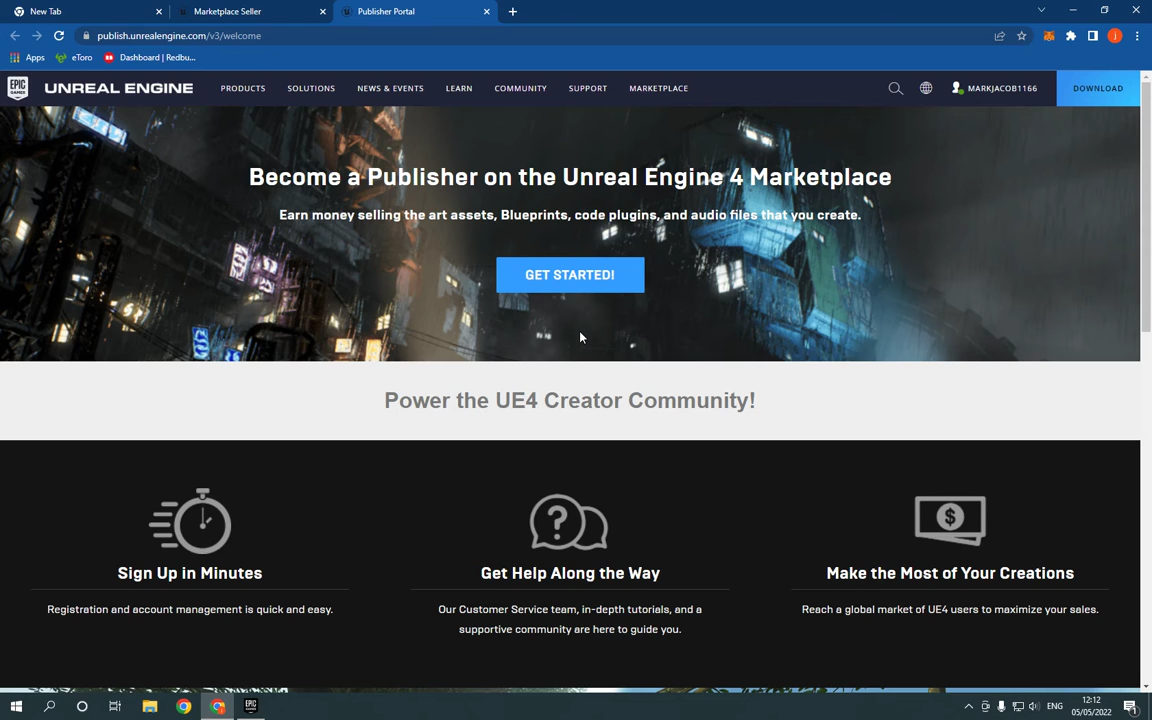 New Tab
Marketplace Seller
Publisher Portal
publish.unrealengine.com/v3/welcome
j
Apps
eToro
Dashboard | Redbu...
EPIC GAMES
UNREAL ENGINE
PRODUCTS
SOLUTIONS
NEWS & EVENTS
LEARN
COMMUNITY
SUPPORT
MARKETPLACE
MARKJACOB1166
DOWNLOAD
Become a Publisher on the Unreal Engine 4 Marketplace
Earn money selling the art assets, Blueprints, code plugins, and audio files that you create.
GET STARTED!
Power the UE4 Creator Community!
Sign Up in Minutes
Registration and account management is quick and easy.
Get Help Along the Way
Our Customer Service team, in-depth tutorials, and a
supportive community are here to guide you.
Make the Most of Your Creations
Reach a global market of UE4 users to maximize your sales.
EPIC GAMES
ENG
12:12
05/05/2022
1